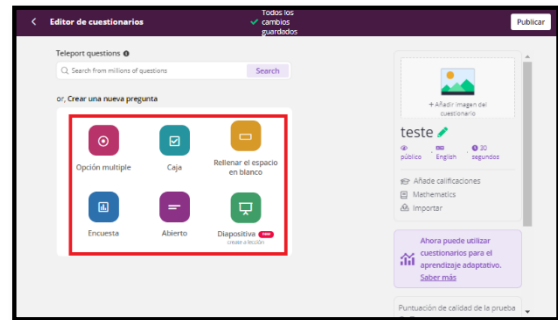 Editor de cuestionarios
Todos los
cambios
guardados
Publicar
Teleport questions
Search from millions of questions
Search
or, Crear una nueva pregunta
Opción multiple
Caja
Rellenar el espacio
en blanco
Encuesta
Abierto
Diapositiva
+ Añadir imagen del
cuestionario
teste
público
English
30
segundos
Añade calificaciones
Mathematics
Importar
Ahora puede utilizar
cuestionarios para el
aprendizaje adaptativo.
Saber más
Puntuación de calidad de la prueba